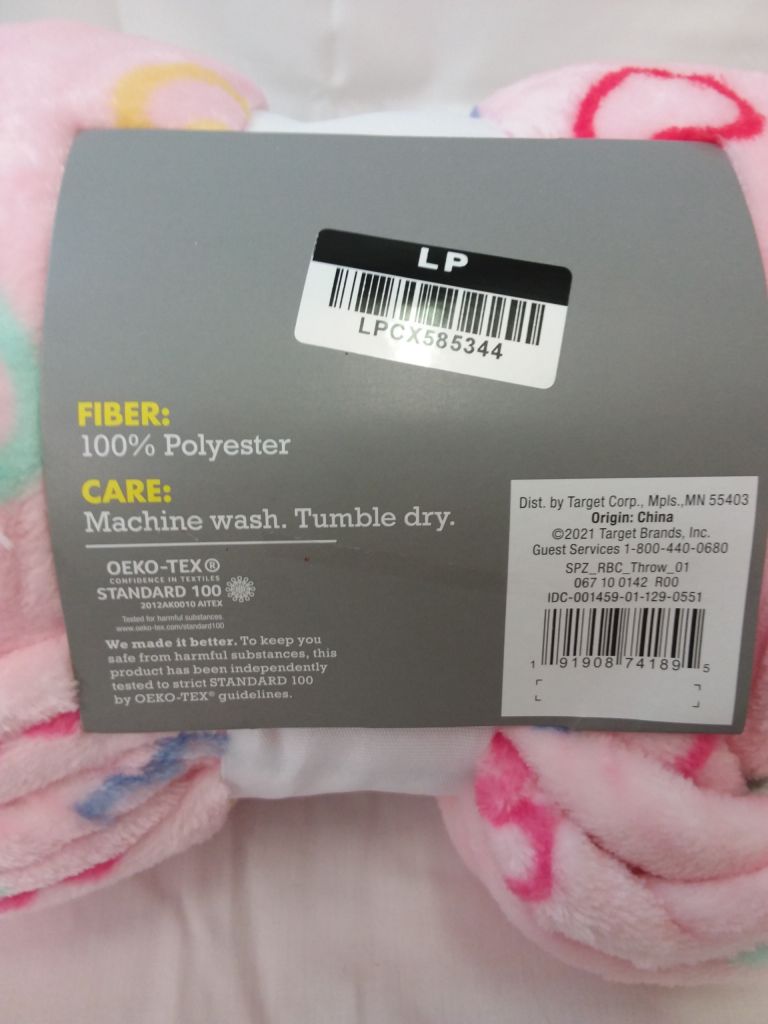 LP
LPCX585344
FIBER:
100% Polyester
CARE:
Machine wash. Tumble dry.
OEKO-TEX®
CONFIDENCE IN TEXTILES
STANDARD 100
2012AK0010 AITEX
Tested for harmful substances
www.oeko-tex.com/standard100
We made it better. To keep you
safe from harmful substances, this
product has been independently
tested to strict STANDARD 100
by OEKO-TEX® guidelines.
Dist. by Target Corp., Mpls.,MN 55403
Origin: China
©2021 Target Brands, Inc.
Guest Services 1-800-440-0680
SPZ_RBC_Throw_01
067 10 0142 R00
IDC-001459-01-129-0551
1 91908 74189 5